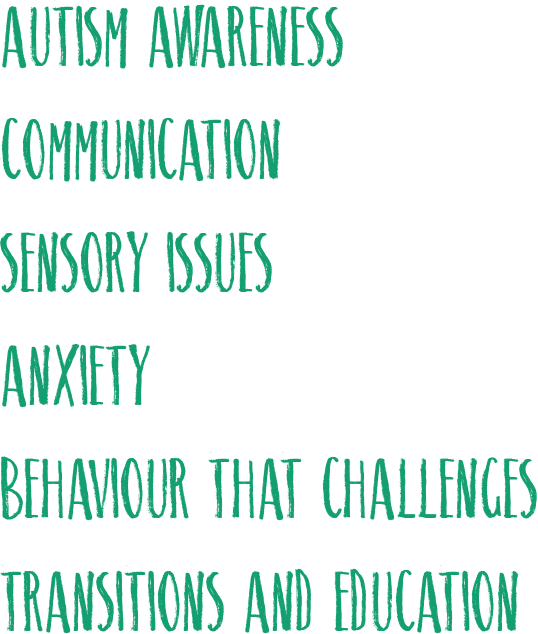 AUTISM AWARENESS
COMMUNICATION
SENSORY ISSUES
ANXIETY
BEHAVIOUR THAT CHALLENGES
TRANSITIONS AND EDUCATION